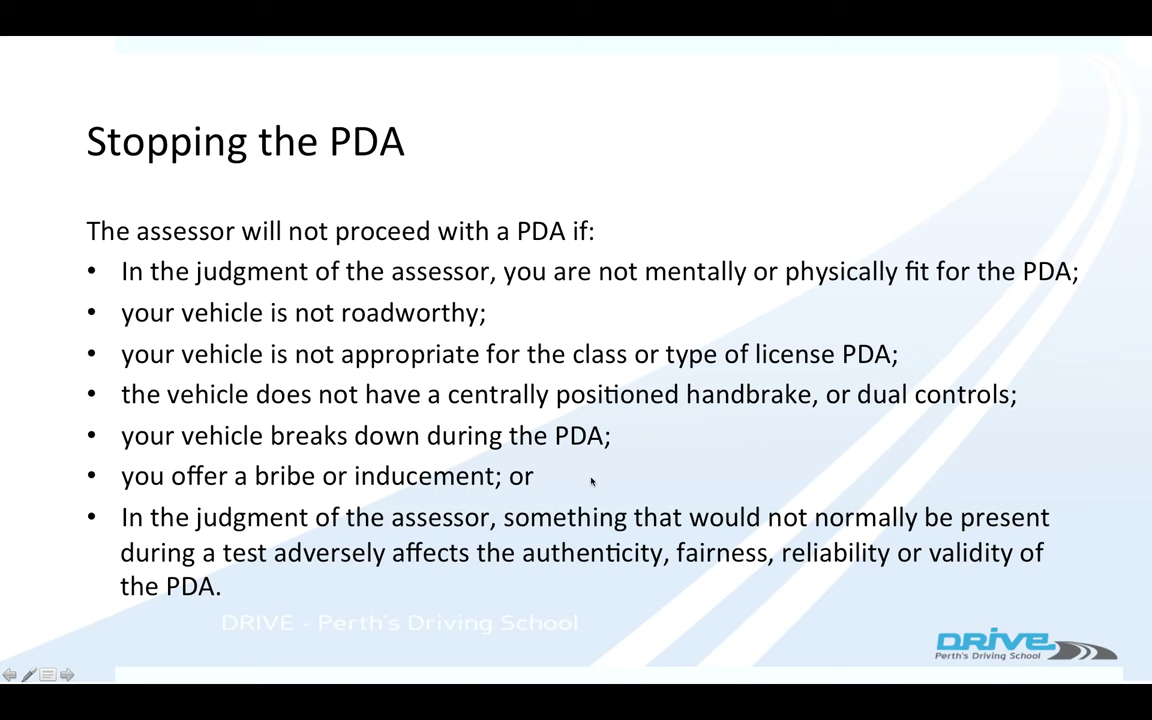 Stopping the PDA
The assessor will not proceed with a PDA if:
• In the judgment of the assessor, you are not mentally or physically fit for the PDA;
• your vehicle is not roadworthy;
• your vehicle is not appropriate for the class or type of license PDA;
• the vehicle does not have a centrally positioned handbrake, or dual controls;
• your vehicle breaks down during the PDA;
• you offer a bribe or inducement; or
• In the judgment of the assessor, something that would not normally be present
during a test adversely affects the authenticity, fairness, reliability or validity of
the PDA.
DRIVE - Perth's Driving School
DRIVE
Perth's Driving School